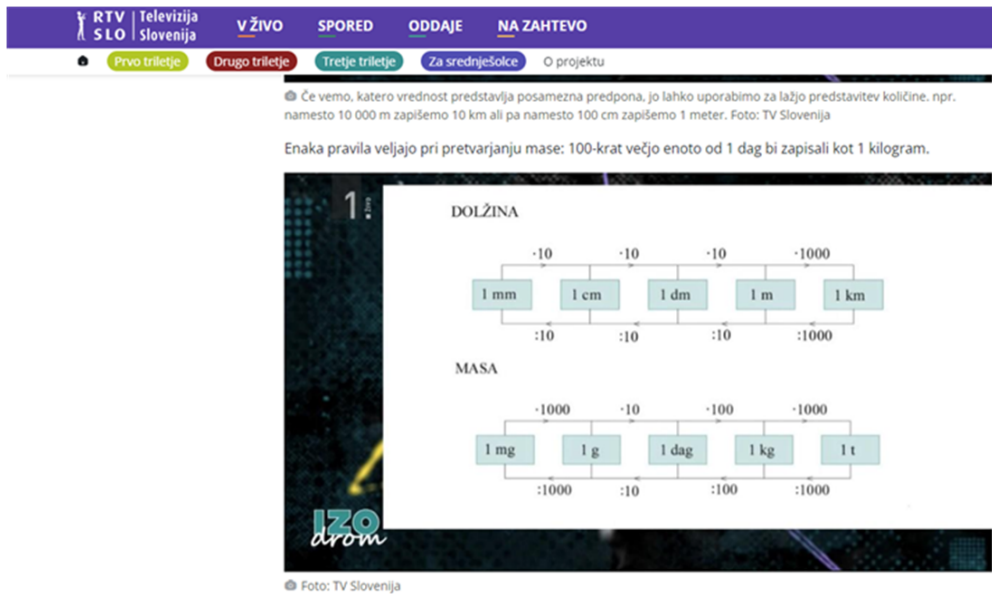 RTV SLO Televizija Slovenija V ŽIVO SPORED ODDAJE NA ZAHTEVO
Prvo triletje Drugo triletje Tretje triletje Za srednješolce O projektu
Če vemo, katero vrednost predstavlja posamezna predpona, jo lahko uporabimo za lažjo predstavitev količine. npr.
namesto 10 000 m zapišemo 10 km ali pa namesto 100 cm zapišemo 1 meter. Foto: TV Slovenija
Enaka pravila veljajo pri pretvarjanju mase: 100-krat večjo enoto od 1 dag bi zapisali kot 1 kilogram.
1
DOLŽINA
·10 ·10 ·10 ·1000
1 mm 1 cm 1 dm 1 m 1 km
:10 :10 :10 :1000
MASA
·1000 ·10 ·100 ·1000
1 mg 1 g 1 dag 1 kg 1 t
:1000 :10 :100 :1000
IZO
drom
Foto: TV Slovenija